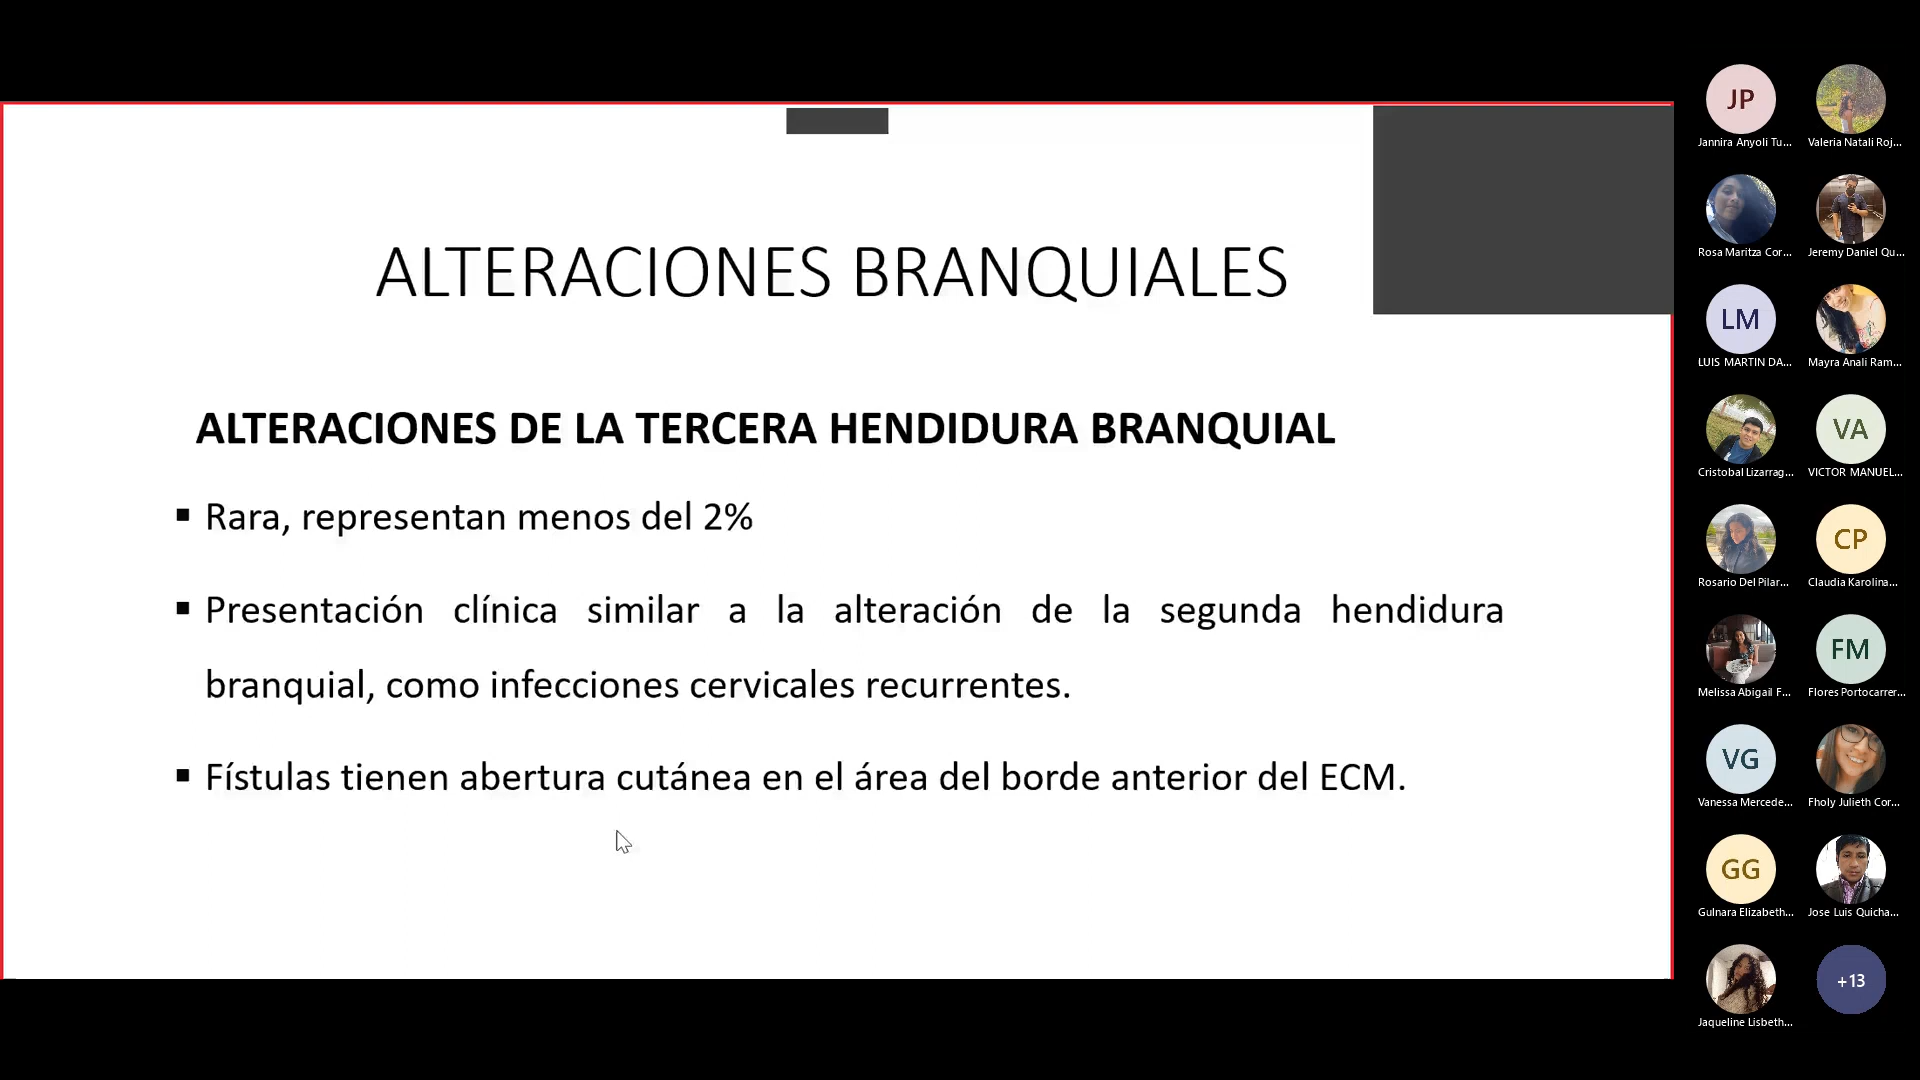 ALTERACIONES BRANQUIALES
ALTERACIONES DE LA TERCERA HENDIDURA BRANQUIAL
▪ Rara, representan menos del 2%
▪ Presentación clínica similar a la alteración de la segunda hendidura
branquial, como infecciones cervicales recurrentes.
▪ Fístulas tienen abertura cutánea en el área del borde anterior del ECM.
JP
Jannira Anyoli Tu...
Valeria Natali Roj...
Rosa Maritza Cor...
Jeremy Daniel Qu...
LM
LUIS MARTIN DA...
Mayra Anali Ram...
Cristobal Lizarrag...
VA
VICTOR MANUEL...
Rosario Del Pilar...
CP
Claudia Karolina...
Melissa Abigail F...
FM
Flores Portocarrer...
VG
Vanessa Mercede...
Fholy Julieth Cor...
GG
Gulnara Elizabeth...
Jose Luis Quicha...
Jaqueline Lisbeth...
+13